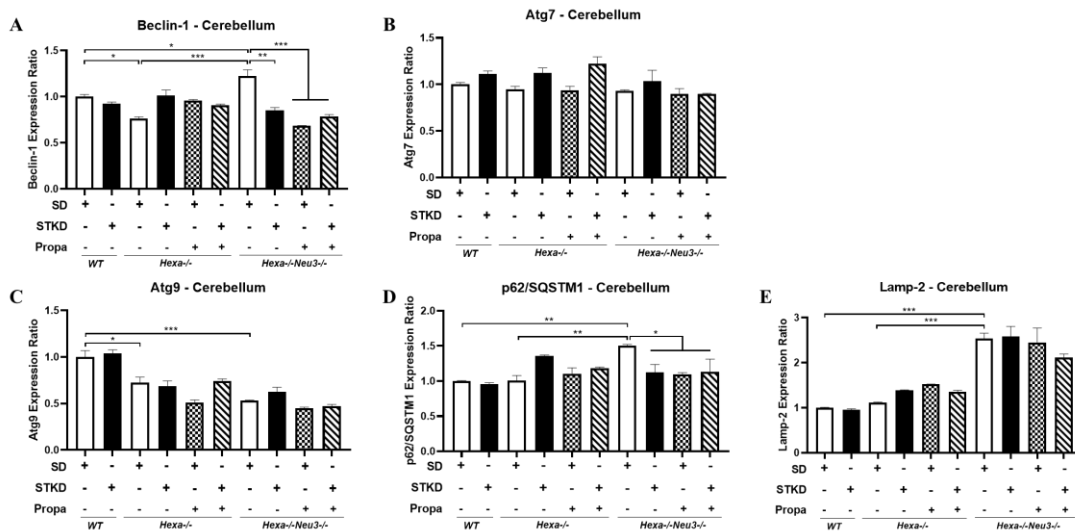 A
Beclin-1 - Cerebellum
Beclin-1 Expression Ratio
1.5
1.0
0.5
0.0
* *** ***
* *** **
SD + - + - + - + - + -
STKD - + - + - + - + - +
Propa - - - - + + - - + +
WT Hexa-/- Hexa-/-Neu3-/-
B
Atg7 - Cerebellum
Atg7 Expression Ratio
1.5
1.0
0.5
0.0
SD + - + - + - + - + -
STKD - + - + - + - + - +
Propa - - - - + + - - + +
WT Hexa-/- Hexa-/-Neu3-/-
C
Atg9 - Cerebellum
Atg9 Expression Ratio
1.5
1.0
0.5
0.0
***
*
SD + - + - + - + - + -
STKD - + - + - + - + - +
Propa - - - - + + - - + +
WT Hexa-/- Hexa-/-Neu3-/-
D
p62/SQSTM1 - Cerebellum
p62/SQSTM1 Expression Ratio
2.0
1.5
1.0
0.5
0.0
**
** *
SD + - + - + - + - + -
STKD - + - + - + - + - +
Propa - - - - + + - - + +
WT Hexa-/- Hexa-/-Neu3-/-
E
Lamp-2 - Cerebellum
Lamp-2 Expression Ratio
3
2
1
0
***
***
SD + - + - + - + - + -
STKD - + - + - + - + - +
Propa - - - - + + - - + +
WT Hexa-/- Hexa-/-Neu3-/-